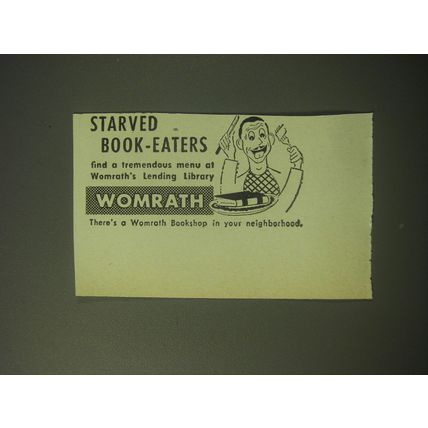 STARVED
BOOK-EATERS
find a tremendous menu at
Womrath's Lending Library
WOMRATH
There's a Womrath Bookshop in your neighborhood.